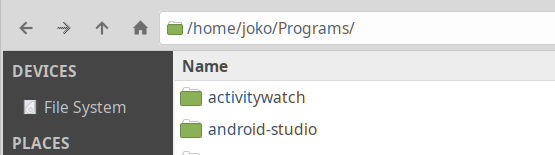 /home/joko/Programs/
DEVICES
File System
PLACES
Name
activitywatch
android-studio